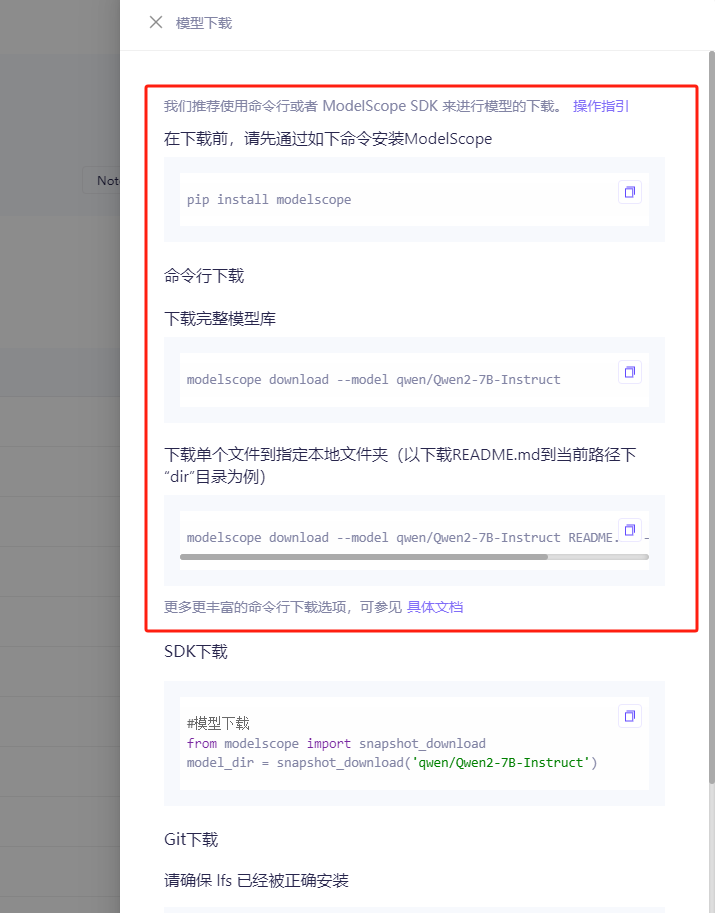 模型下载
我们推荐使用命令行或者 ModelScope SDK 来进行模型的下载。 操作指引
在下载前，请先通过如下命令安装ModelScope
Note
pip install modelscope
命令行下载
下载完整模型库
modelscope download --model qwen/Qwen2-7B-Instruct
下载单个文件到指定本地文件夹（以下载README.md到当前路径下
“dir”目录为例）
modelscope download --model qwen/Qwen2-7B-Instruct README.
更多更丰富的命令行下载选项，可参见 具体文档
SDK下载
#模型下载
from modelscope import snapshot_download
model_dir = snapshot_download('qwen/Qwen2-7B-Instruct')
Git下载
请确保 lfs 已经被正确安装